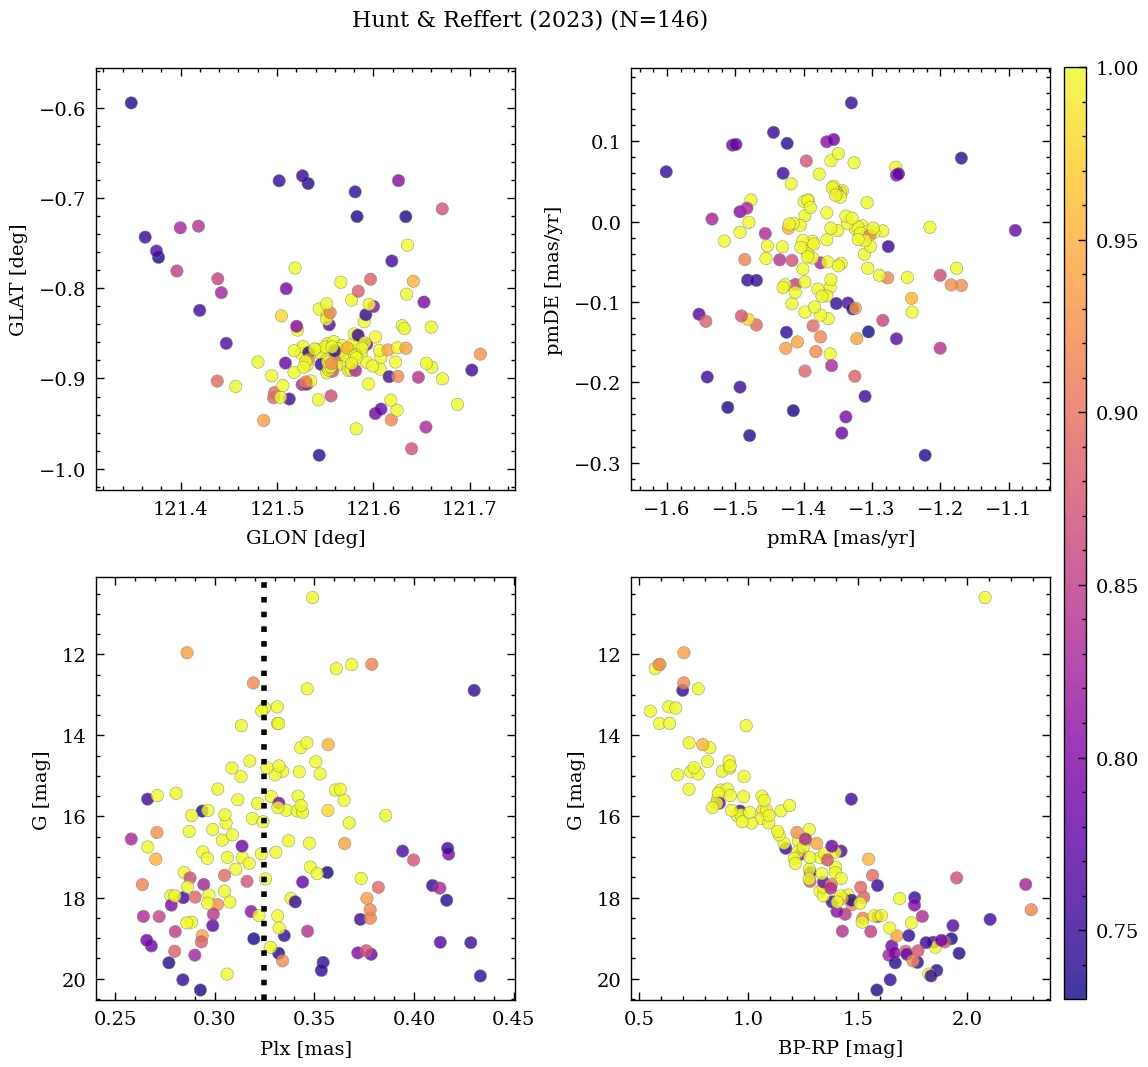 Hunt & Reffert (2023) (N=146)
−0.6
−0.7
−0.8
−0.9
−1.0
GLAT [deg]
121.4 121.5 121.6 121.7
GLON [deg]
0.1
0.0
−0.1
−0.2
−0.3
pmDE [mas/yr]
−1.6 −1.5 −1.4 −1.3 −1.2 −1.1
pmRA [mas/yr]
12
14
16
18
20
G [mag]
0.25 0.30 0.35 0.40 0.45
Plx [mas]
12
14
16
18
20
G [mag]
0.5 1.0 1.5 2.0
BP-RP [mag]
1.00
0.95
0.90
0.85
0.80
0.75